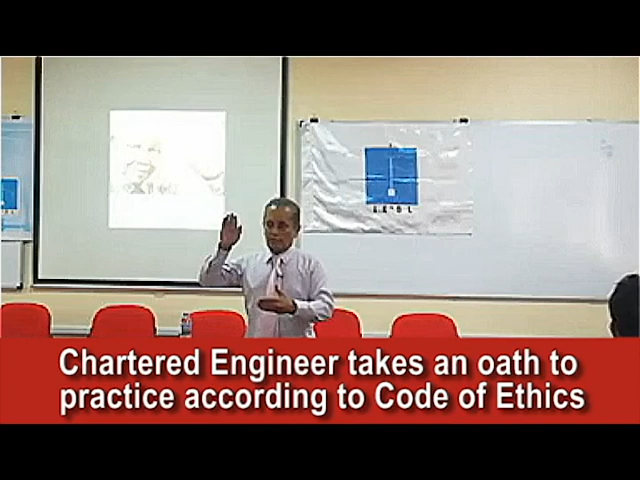 Chartered Engineer takes an oath to
practice according to Code of Ethics